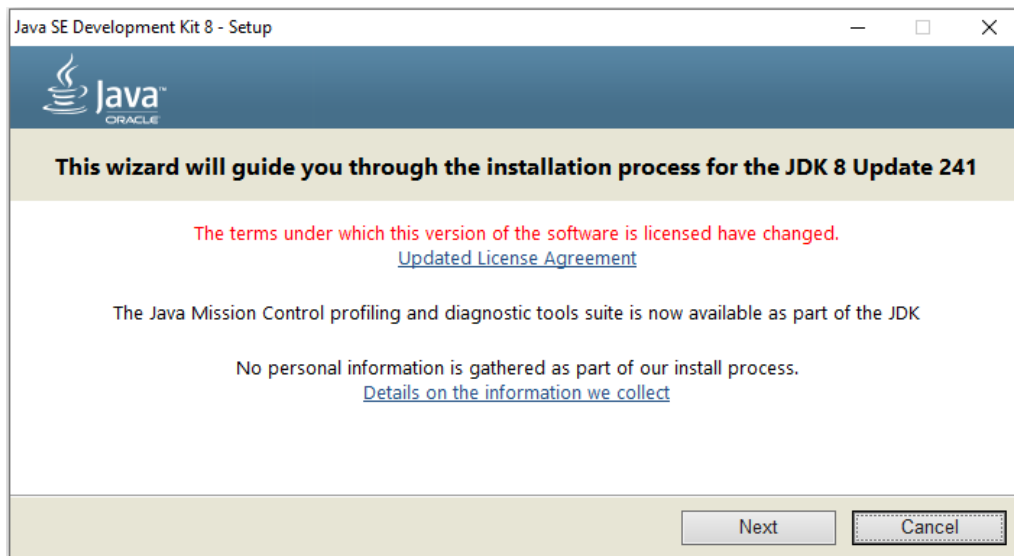 Java SE Development Kit 8 - Setup
Java™
ORACLE
This wizard will guide you through the installation process for the JDK 8 Update 241
The terms under which this version of the software is licensed have changed.
Updated License Agreement
The Java Mission Control profiling and diagnostic tools suite is now available as part of the JDK
No personal information is gathered as part of our install process.
Details on the information we collect
Next Cancel